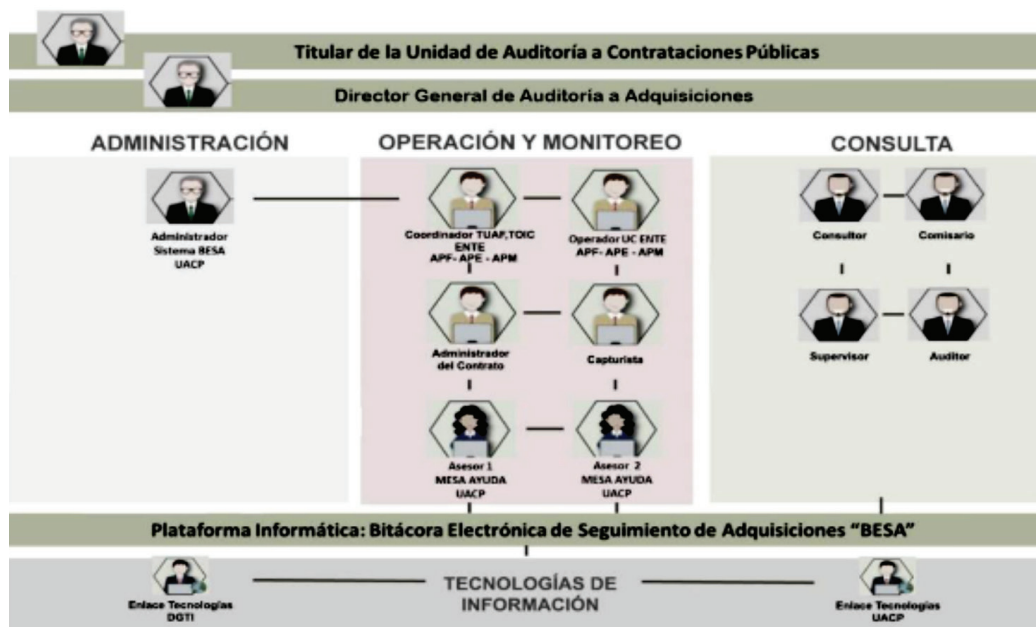 Titular de la Unidad de Auditoría a Contrataciones Públicas
Director General de Auditoría a Adquisiciones
ADMINISTRACIÓN
Administrador
Sistema BESA
UACP
OPERACIÓN Y MONITOREO
Coordinador TUAF,TOIC
ENTE
APF- APE - APM
Operador UC ENTE
APF- APE - APM
Administrador
del Contrato
Capturista
Asesor 1
MESA AYUDA
UACP
Asesor 2
MESA AYUDA
UACP
CONSULTA
Consultor
Comisario
Supervisor
Auditor
Plataforma Informática: Bitácora Electrónica de Seguimiento de Adquisiciones “BESA”
TECNOLOGÍAS DE
INFORMACIÓN
Enlace Tecnologías
DGTI
Enlace Tecnologías
UACP